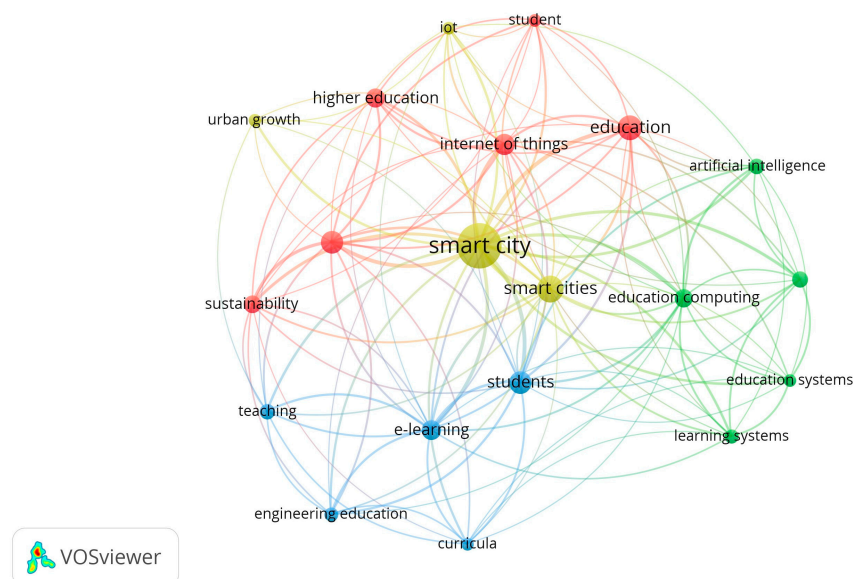 iot
student
higher education
urban growth
education
internet of things
artificial intelligence
smart city
smart cities
education computing
sustainability
students
education systems
teaching
e-learning
learning systems
engineering education
curricula
VOSviewer